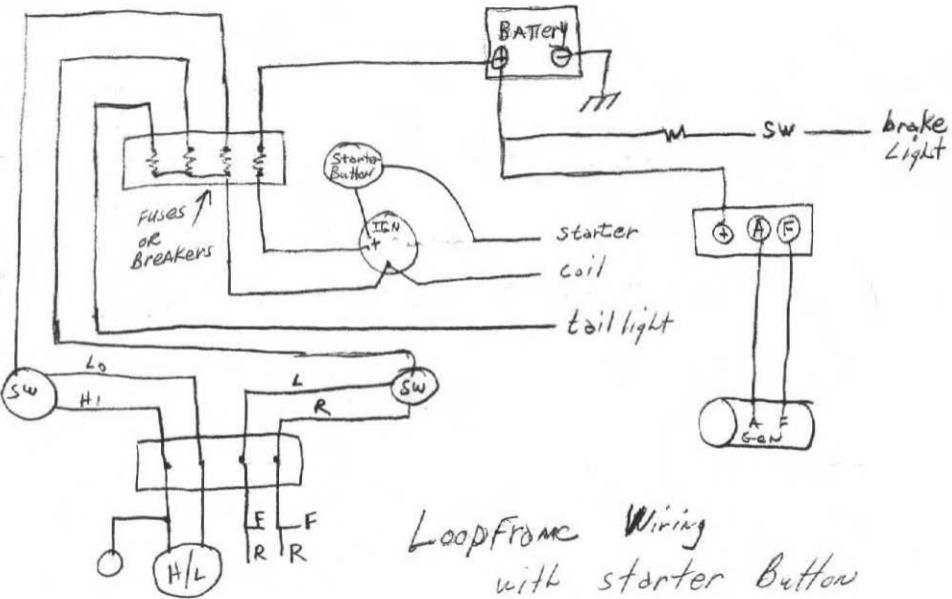 BATTery
+ −
SW
brake
Light
Starter
Button
IGN
+
Fuses
OR
BreAkers
starter
coil
+ A F
tail light
Lo
HI
SW
L
R
SW
A F
GEN
F F
R R
H/L
LoopFrame Wiring
with starter Button